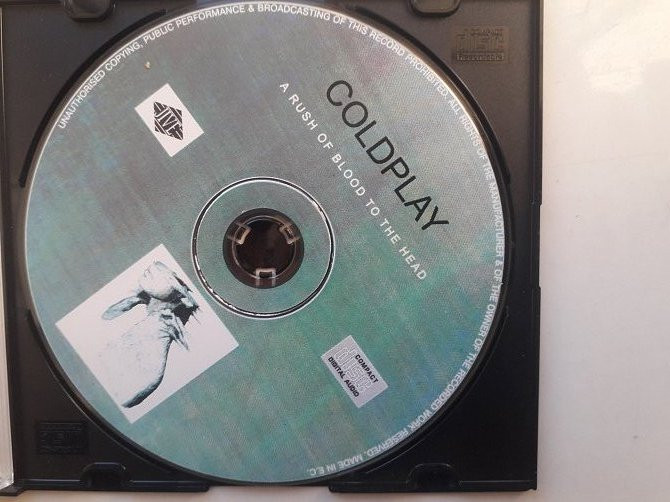 UNAUTHORISED COPYING, PUBLIC PERFORMANCE & BROADCASTING OF THIS RECORD PROHIBITED. ALL RIGHTS OF THE MANUFACTURER & OF THE OWNER OF THE RECORDED WORK RESERVED. MADE IN E.C.
JIVE
COLDPLAY
A RUSH OF BLOOD TO THE HEAD
COMPACT
DIGITAL AUDIO